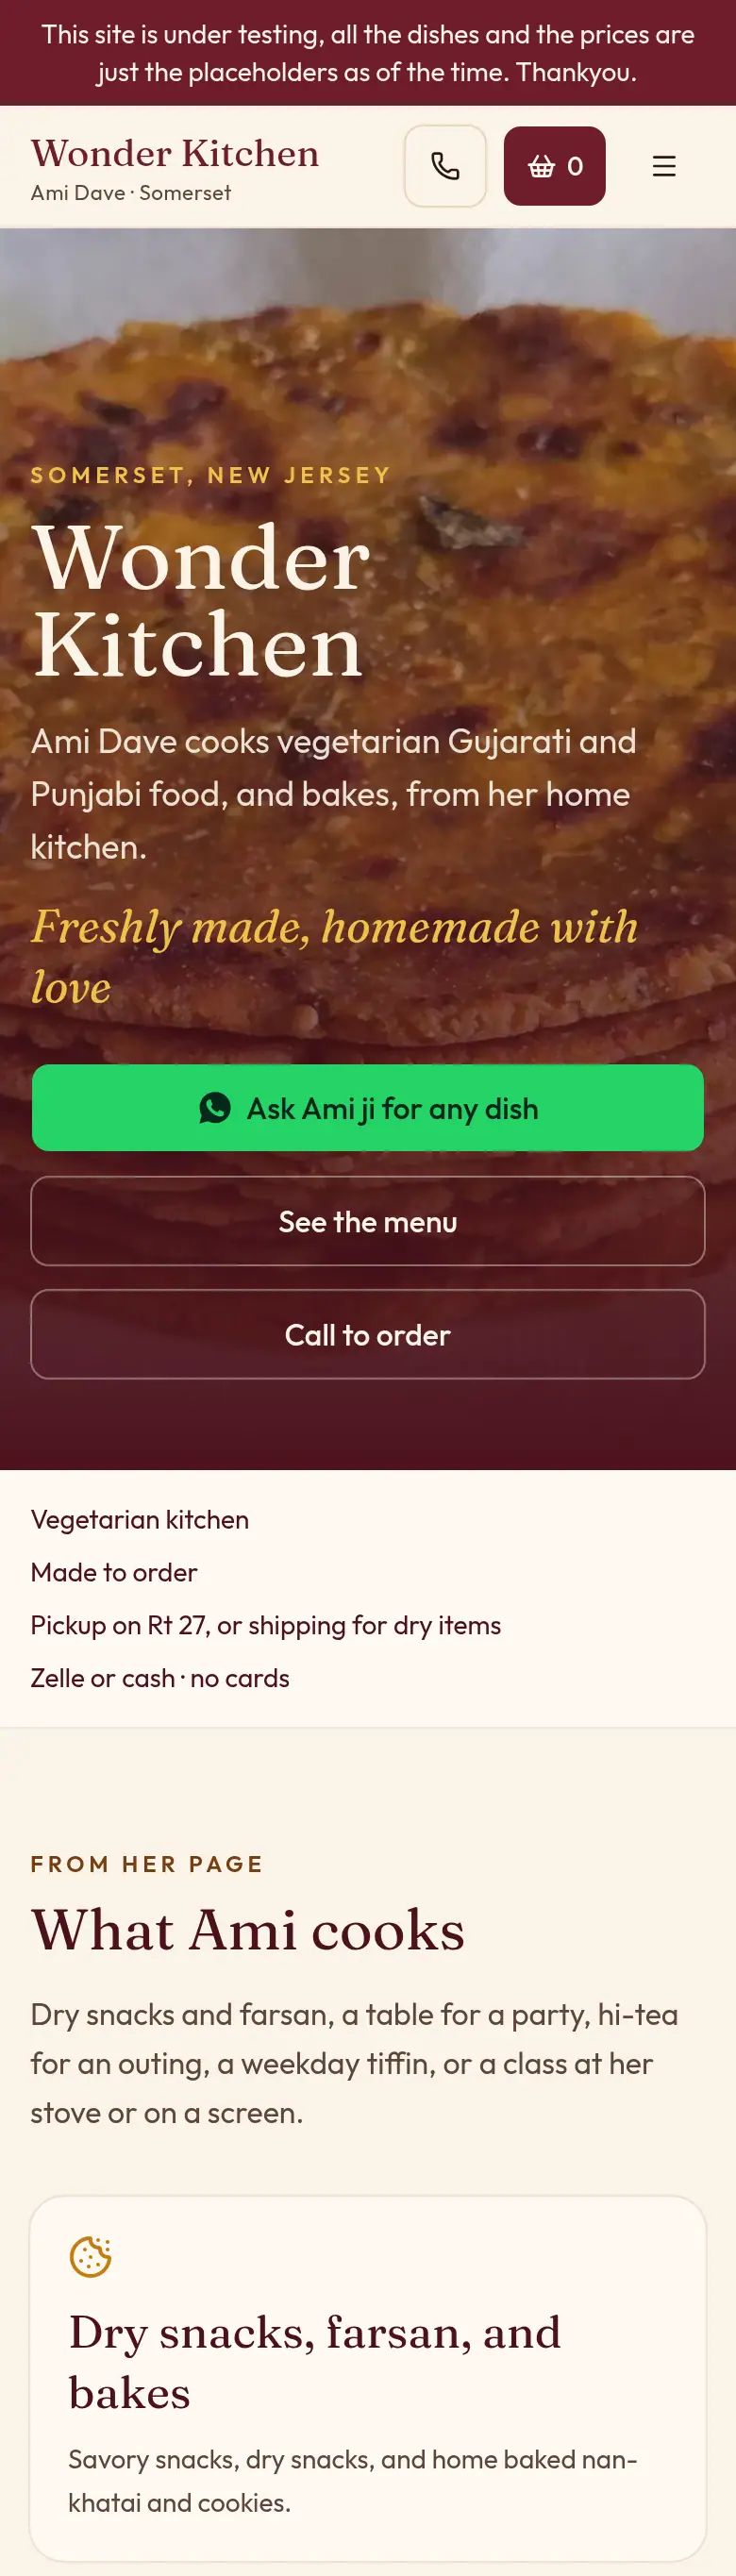 This site is under testing, all the dishes and the prices are
just the placeholders as of the time. Thankyou.
Wonder Kitchen
Ami Dave · Somerset
0
SOMERSET, NEW JERSEY
Wonder
Kitchen
Ami Dave cooks vegetarian Gujarati and
Punjabi food, and bakes, from her home
kitchen.
Freshly made, homemade with
love
Ask Ami ji for any dish
See the menu
Call to order
Vegetarian kitchen
Made to order
Pickup on Rt 27, or shipping for dry items
Zelle or cash · no cards
FROM HER PAGE
What Ami cooks
Dry snacks and farsan, a table for a party, hi-tea
for an outing, a weekday tiffin, or a class at her
stove or on a screen.
Dry snacks, farsan, and
bakes
Savory snacks, dry snacks, and home baked nan-
khatai and cookies.